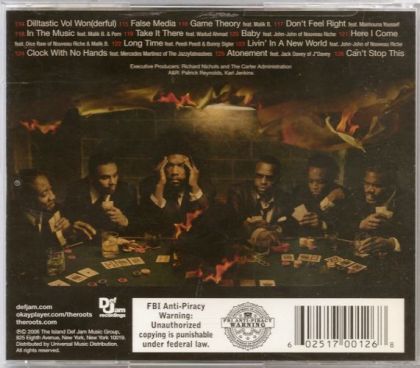 114 Dilltastic Vol Won(derful) 115 False Media 116 Game Theory feat. Malik B. 117 Don't Feel Right feat. Maimouna Youssef
118 In The Music feat. Malik B. & Porn 119 Take It There feat. Wadud Ahmad 120 Baby feat. John-John of Nouveau Riche 121 Here I Come
feat. Dice Raw of Nouveau Riche & Malik B. 122 Long Time feat. Peedi Peedi & Bunny Sigler 123 Livin' In A New World feat. John-John of Nouveau Riche
124 Clock With No Hands feat. Mercedes Martinez of The Jazzyfatnastees 125 Atonement feat. Jack Davey of J*Davey 126 Can't Stop This
Executive Producers: Richard Nichols and The Carter Administration
A&R: Patrick Reynolds, Karl Jenkins.
defjam.com
okayplayer.com/theroots
theroots.com
Def Jam
recordings
℗© 2006 The Island Def Jam Music Group,
825 Eighth Avenue, New York, New York 10019.
Distributed by Universal Music Distribution.
All rights reserved.
FBI Anti-Piracy
Warning:
Unauthorized
copying is punishable
under federal law.
FBI ANTI-PIRACY
WARNING
6 02517 00126 8